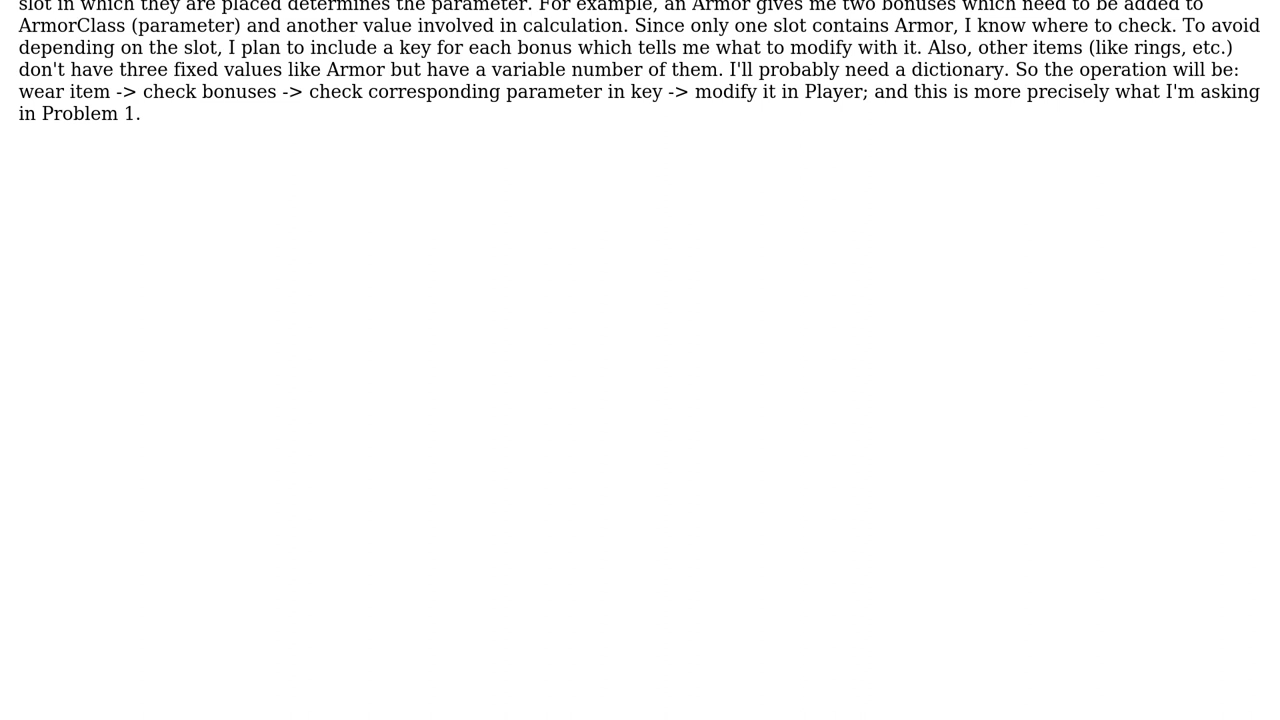 slot in which they are placed determines the parameter. For example, an Armor gives me two bonuses which need to be added to
ArmorClass (parameter) and another value involved in calculation. Since only one slot contains Armor, I know where to check. To avoid
depending on the slot, I plan to include a key for each bonus which tells me what to modify with it. Also, other items (like rings, etc.)
don't have three fixed values like Armor but have a variable number of them. I'll probably need a dictionary. So the operation will be:
wear item -> check bonuses -> check corresponding parameter in key -> modify it in Player; and this is more precisely what I'm asking
in Problem 1.